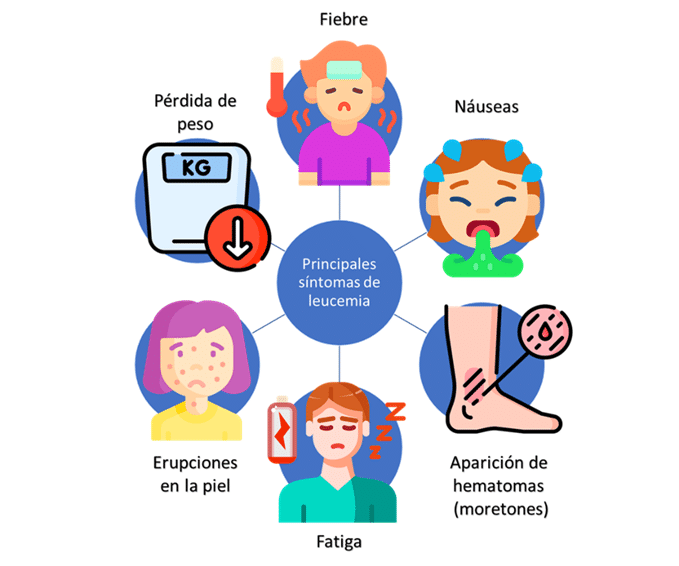 Fiebre
Pérdida de
peso
Náuseas
KG
Principales
síntomas de
leucemia
Erupciones
en la piel
Aparición de
hematomas
(moretones)
Fatiga